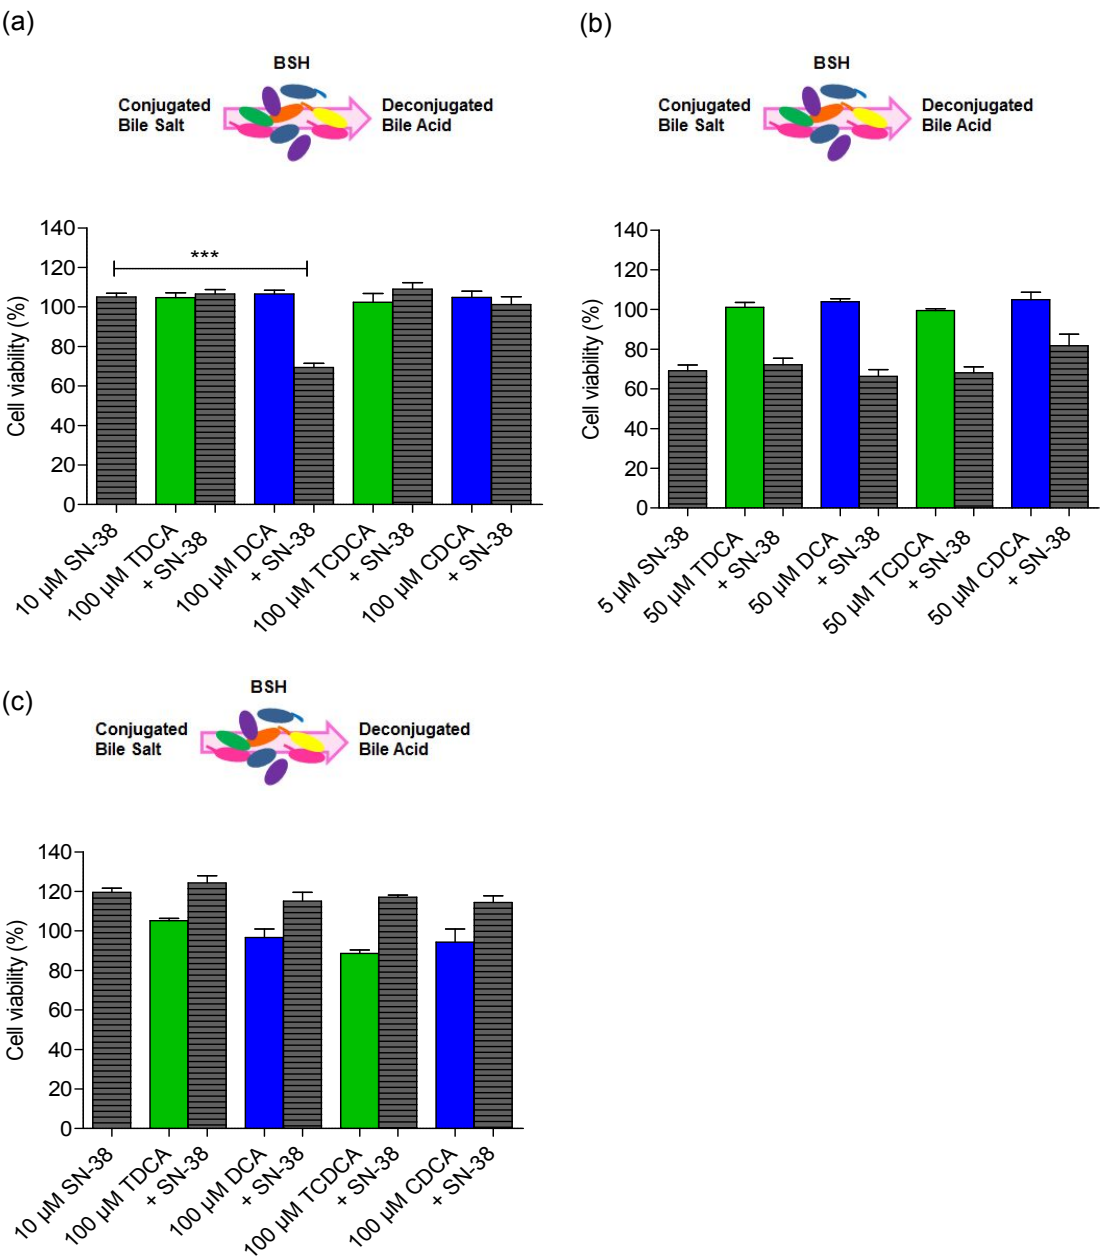 (a)
BSH
Conjugated
Bile Salt
Deconjugated
Bile Acid
140
120
100
80
60
40
20
0
Cell viability (%)
***
10 µM SN-38
100 µM TDCA
+ SN-38
100 µM DCA
+ SN-38
100 µM TCDCA
+ SN-38
100 µM CDCA
+ SN-38
(b)
BSH
Conjugated
Bile Salt
Deconjugated
Bile Acid
140
120
100
80
60
40
20
0
Cell viability (%)
5 µM SN-38
50 µM TDCA
+ SN-38
50 µM DCA
+ SN-38
50 µM TCDCA
+ SN-38
50 µM CDCA
+ SN-38
(c)
BSH
Conjugated
Bile Salt
Deconjugated
Bile Acid
140
120
100
80
60
40
20
0
Cell viability (%)
10 µM SN-38
100 µM TDCA
+ SN-38
100 µM DCA
+ SN-38
100 µM TCDCA
+ SN-38
100 µM CDCA
+ SN-38